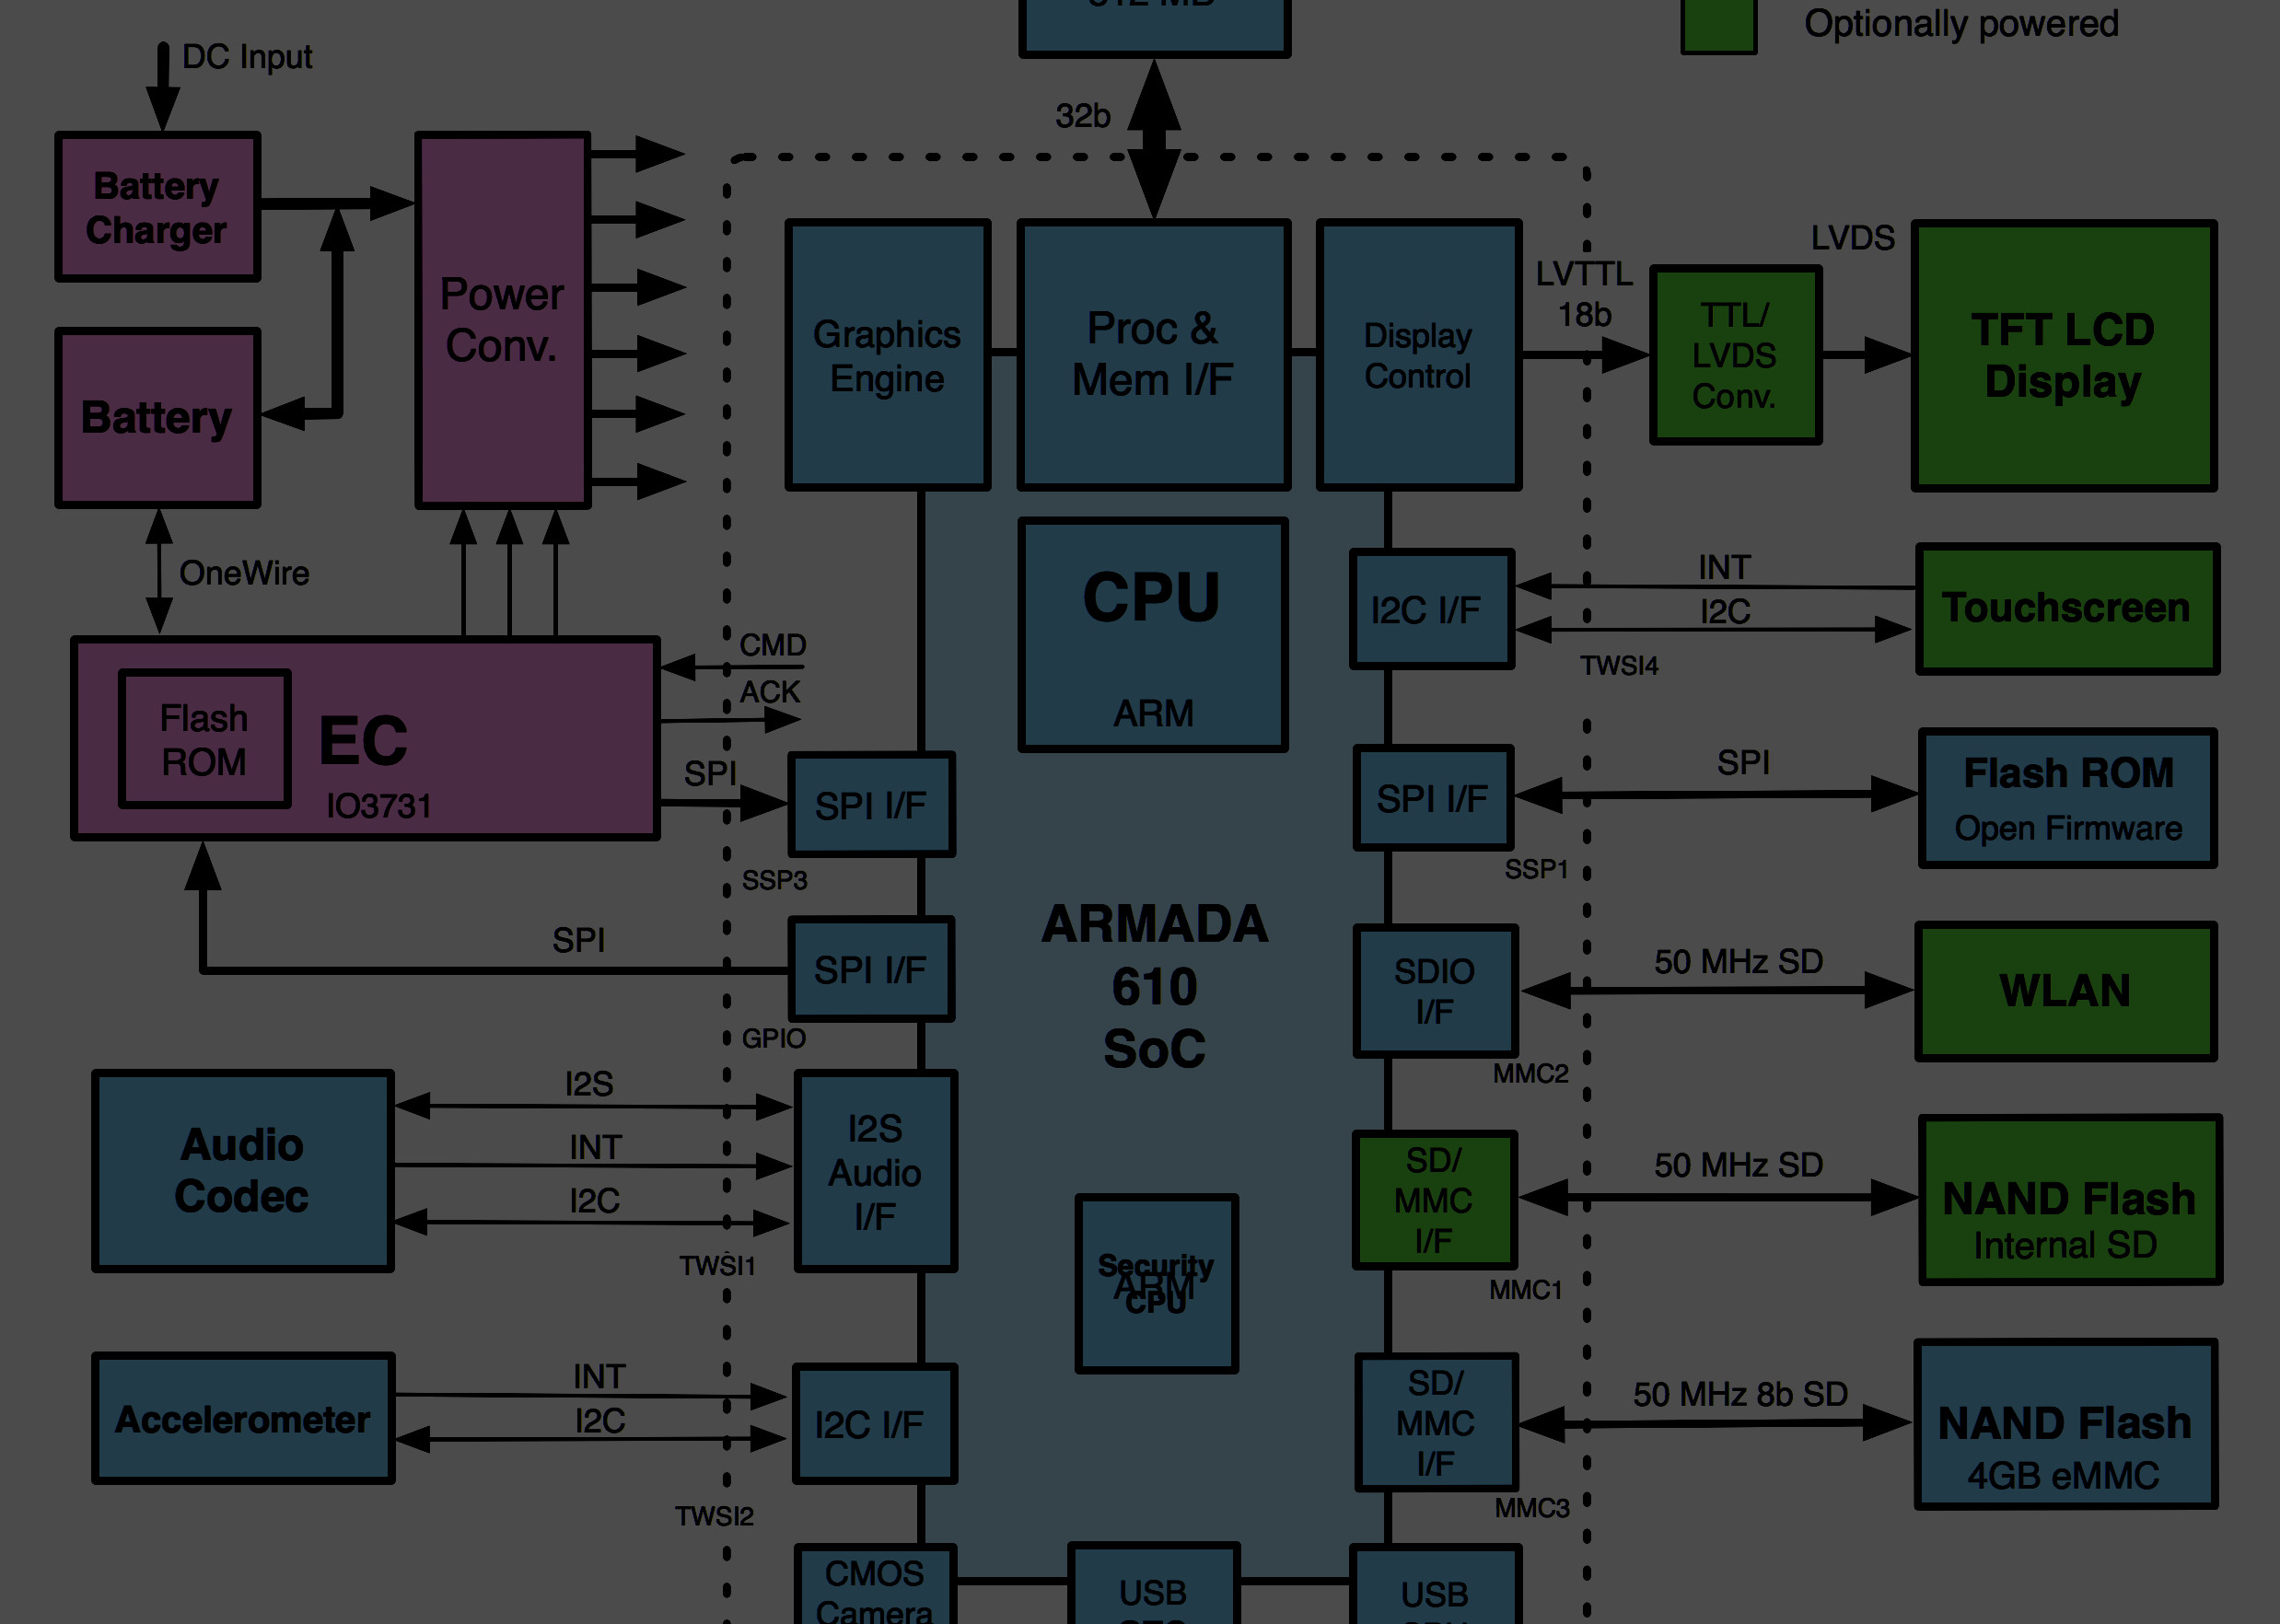 512 MB
Optionally powered
DC Input
32b
Battery
Charger
Power
Conv.
Battery
OneWire
Graphics
Engine
Proc &
Mem I/F
Display
Control
LVTTL
18b
TTL/
LVDS
Conv.
LVDS
TFT LCD
Display
CPU
ARM
I2C I/F
INT
I2C
TWSI4
Touchscreen
Flash
ROM
EC
IO3731
CMD
ACK
SPI
SPI I/F
SSP3
SPI I/F
SSP1
SPI
Flash ROM
Open Firmware
SPI
SPI I/F
GPIO
ARMADA
610
SoC
SDIO
I/F
MMC2
50 MHz SD
WLAN
Audio
Codec
I2S
INT
I2C
TWSI1
I2S
Audio
I/F
Security
ARM
CPU
SD/
MMC
I/F
MMC1
50 MHz SD
NAND Flash
Internal SD
Accelerometer
INT
I2C
TWSI2
I2C I/F
SD/
MMC
I/F
MMC3
50 MHz 8b SD
NAND Flash
4GB eMMC
CMOS
Camera
USB
USB